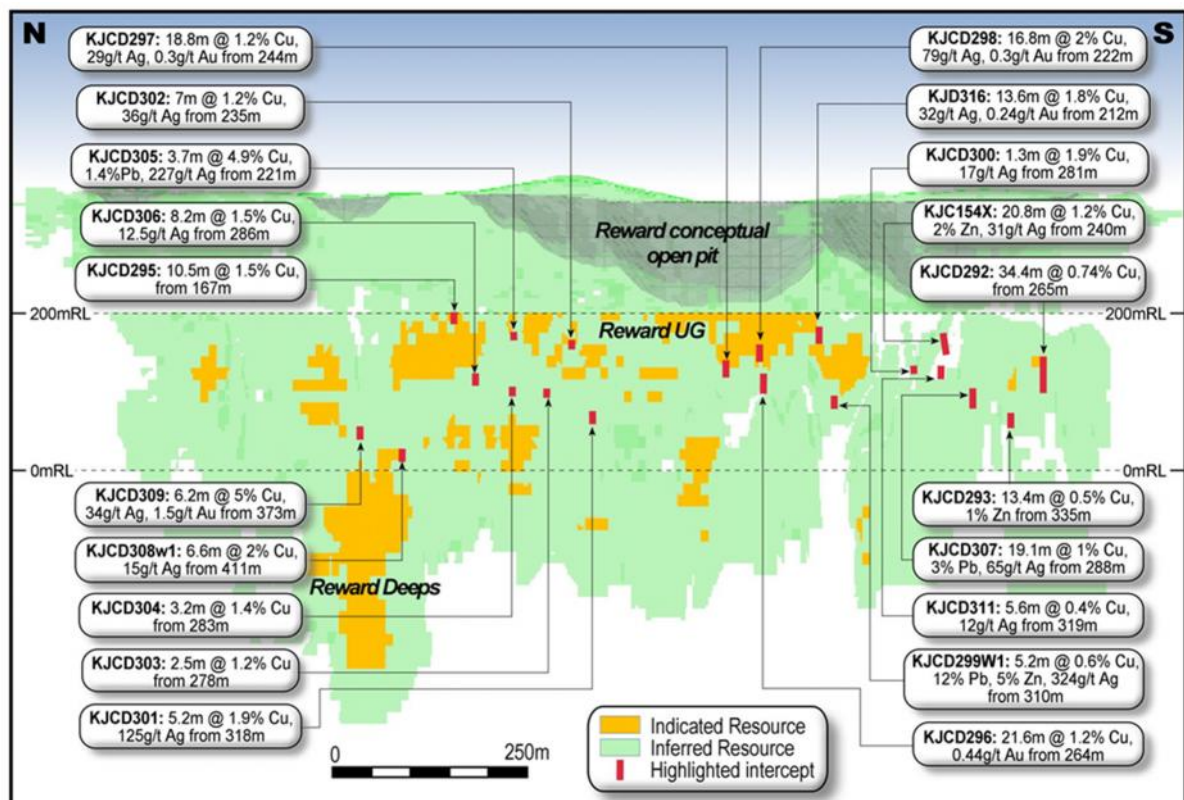 N
S
KJCD297: 18.8m @ 1.2% Cu,
29g/t Ag, 0.3g/t Au from 244m
KJCD302: 7m @ 1.2% Cu,
36g/t Ag from 235m
KJCD305: 3.7m @ 4.9% Cu,
1.4%Pb, 227g/t Ag from 221m
KJCD306: 8.2m @ 1.5% Cu,
12.5g/t Ag from 286m
KJCD295: 10.5m @ 1.5% Cu,
from 167m
KJCD298: 16.8m @ 2% Cu,
79g/t Ag, 0.3g/t Au from 222m
KJD316: 13.6m @ 1.8% Cu,
32g/t Ag, 0.24g/t Au from 212m
KJCD300: 1.3m @ 1.9% Cu,
17g/t Ag from 281m
KJC154X: 20.8m @ 1.2% Cu,
2% Zn, 31g/t Ag from 240m
KJCD292: 34.4m @ 0.74% Cu,
from 265m
Reward conceptual
open pit
200mRL
Reward UG
200mRL
0mRL
0mRL
KJCD309: 6.2m @ 5% Cu,
34g/t Ag, 1.5g/t Au from 373m
KJCD308w1: 6.6m @ 2% Cu,
15g/t Ag from 411m
Reward Deeps
KJCD304: 3.2m @ 1.4% Cu
from 283m
KJCD303: 2.5m @ 1.2% Cu
from 278m
KJCD301: 5.2m @ 1.9% Cu,
125g/t Ag from 318m
KJCD293: 13.4m @ 0.5% Cu,
1% Zn from 335m
KJCD307: 19.1m @ 1% Cu,
3% Pb, 65g/t Ag from 288m
KJCD311: 5.6m @ 0.4% Cu,
12g/t Ag from 319m
KJCD299W1: 5.2m @ 0.6% Cu,
12% Pb, 5% Zn, 324g/t Ag
from 310m
KJCD296: 21.6m @ 1.2% Cu,
0.44g/t Au from 264m
0
250m
Indicated Resource
Inferred Resource
Highlighted intercept